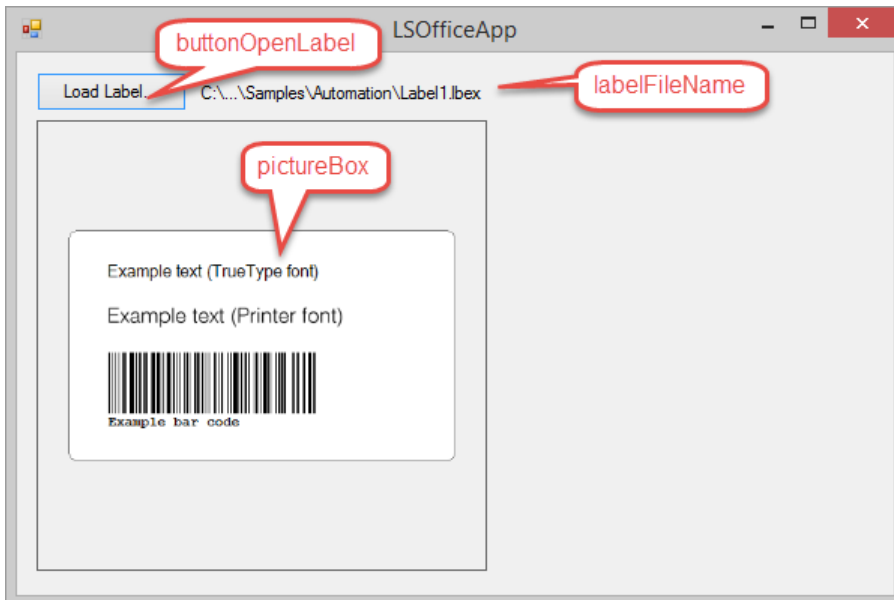 LSOfficeApp
buttonOpenLabel
Load Label...
C:\...\Samples\Automation\Label1.lbex
labelFileName
pictureBox
Example text (TrueType font)
Example text (Printer font)
Example bar code